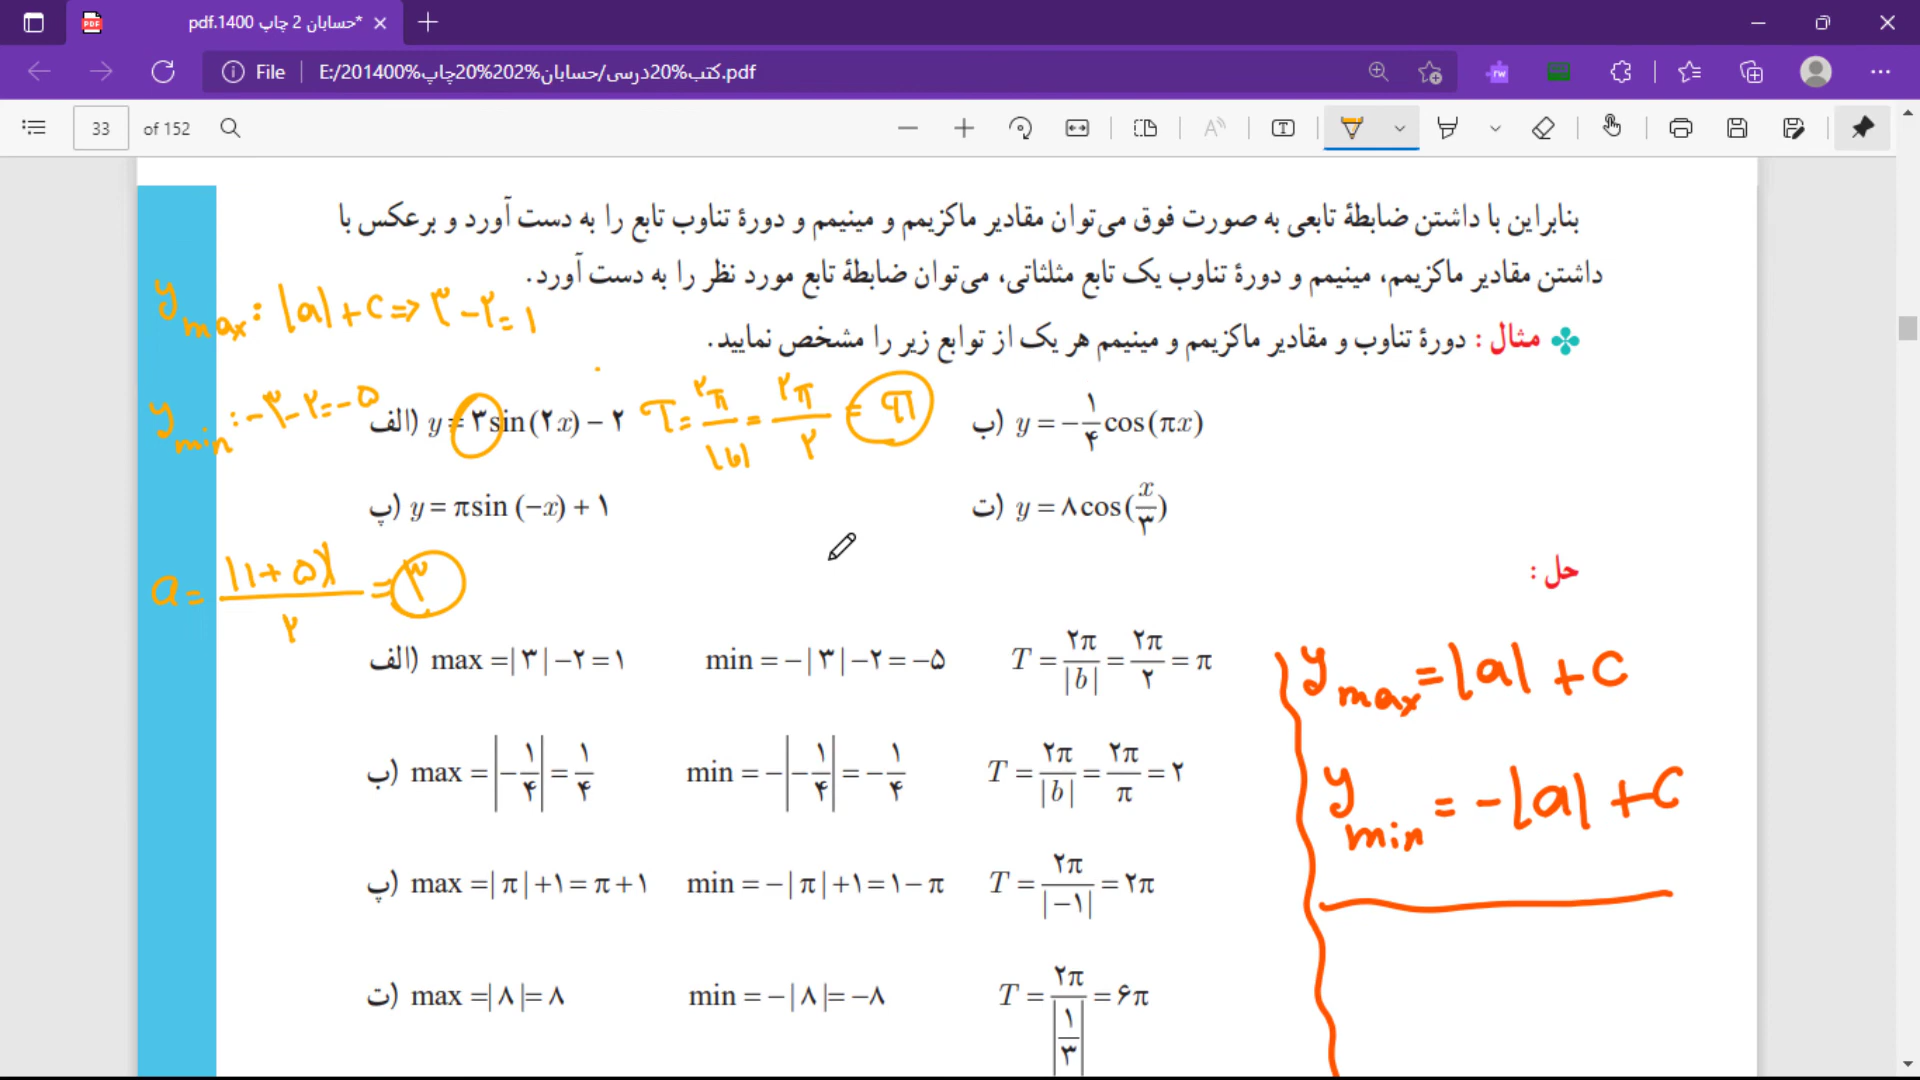 *حسابان 2 چاپ 1400.pdf
File E:/201400%کتب%20درسی/حسابان%202%20چاپ.pdf
33 of 152
بنابراین با داشتن ضابطهٔ تابعی به صورت فوق می‌توان مقادیر ماکزیمم و مینیمم و دورهٔ تناوب تابع را به دست آورد و برعکس با
داشتن مقادیر ماکزیمم، مینیمم و دورهٔ تناوب یک تابع مثلثاتی، می‌توان ضابطهٔ تابع مورد نظر را به دست آورد.
y max : |a| + c ⇒ ۳ - ۲ = ۱
مثال : دورهٔ تناوب و مقادیر ماکزیمم و مینیمم هر یک از توابع زیر را مشخص نمایید.
y min : -۳ - ۲ = -۵
الف) y = ۳sin(۲x) − ۲
T = ۲π/|b| = ۲π/۲ = π
ب) y = −۱/۴ cos(πx)
پ) y = πsin (−x) + ۱
ت) y = ۸cos(x/۳)
حل :
a = |۱ + ۵|/۲ = ۳
الف) max =|۳|−۲ = ۱ min = −|۳|−۲ = −۵ T = ۲π/|b| = ۲π/۲ = π
y max = |a| + c
ب) max = |−۱/۴| = ۱/۴ min = −|−۱/۴| = −۱/۴ T = ۲π/|b| = ۲π/π = ۲
y min = -|a| + c
پ) max =|π|+۱ = π+۱ min = −|π|+۱ = ۱−π T = ۲π/|−۱| = ۲π
ت) max =|۸|= ۸ min = −|۸|= −۸ T = ۲π/|۱/۳| = ۶π